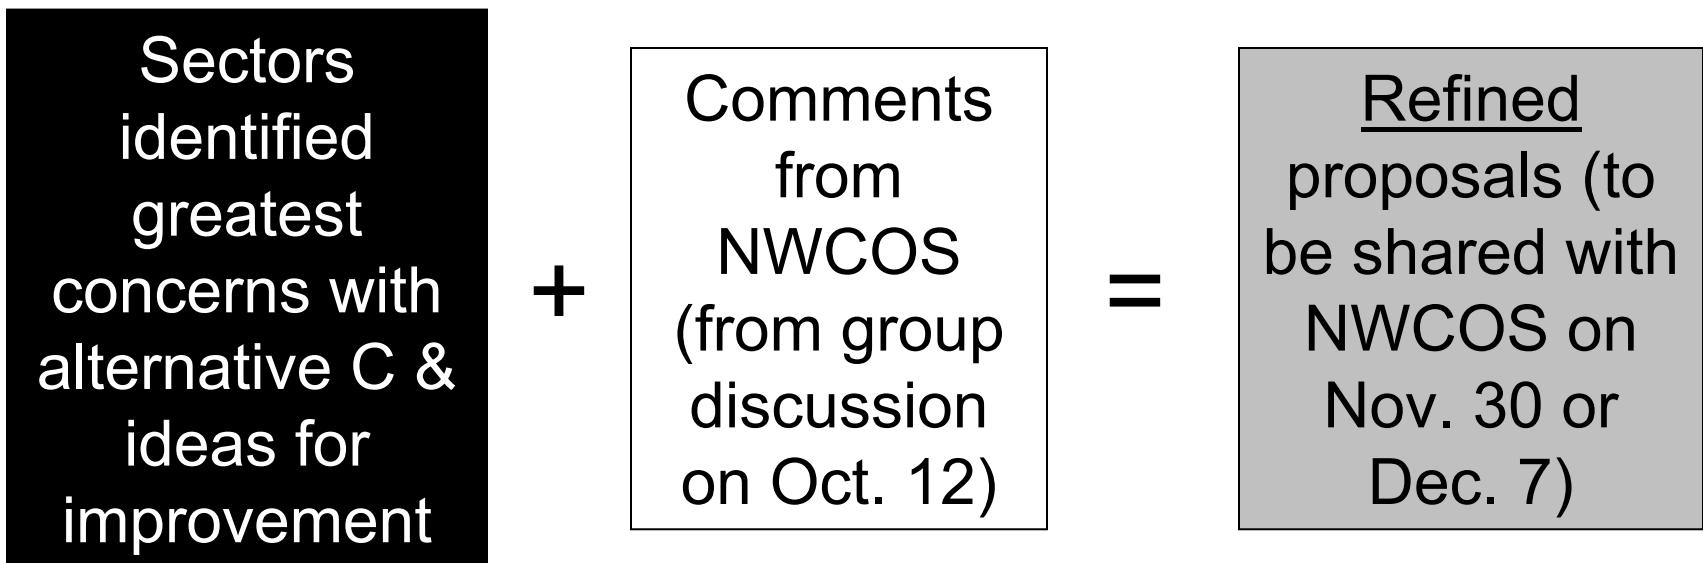 Sectors
identified
greatest
concerns with
alternative C &
ideas for
improvement
+
Comments
from
NWCOS
(from group
discussion
on Oct. 12)
=
Refined
proposals (to
be shared with
NWCOS on
Nov. 30 or
Dec. 7)